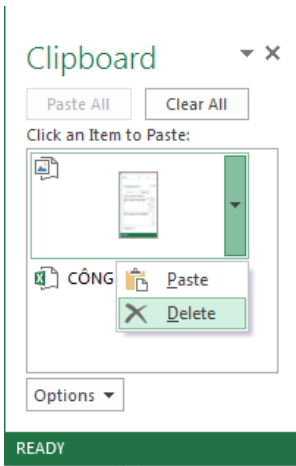 Clipboard
Paste All
Clear All
Click an Item to Paste:
CÔNG
Paste
Delete
Options
READY